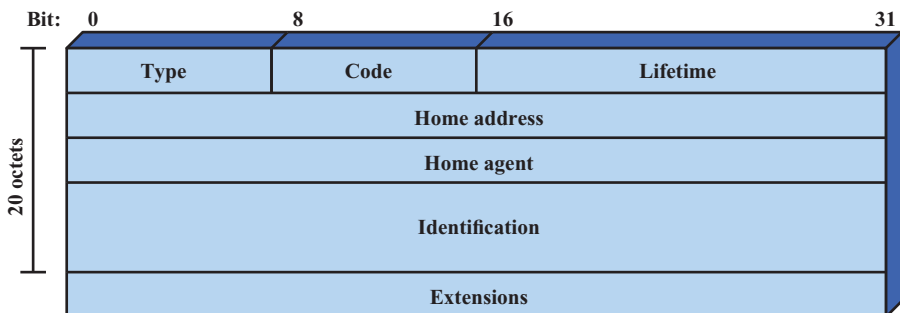 Bit: 0 8 16 31
Type Code Lifetime
Home address
Home agent
20 octets
Identification
Extensions